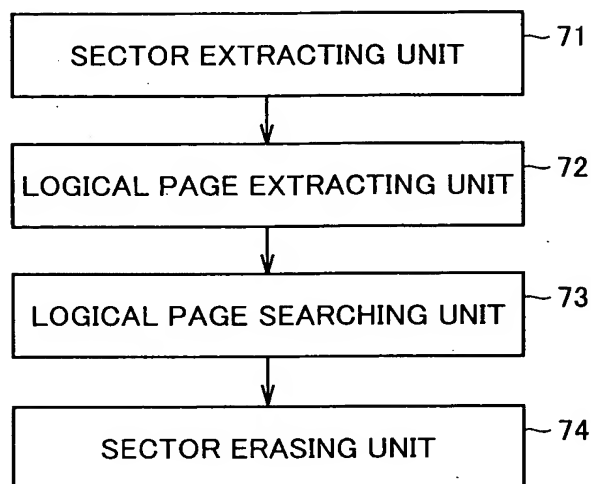 SECTOR EXTRACTING UNIT
71
LOGICAL PAGE EXTRACTING UNIT
72
LOGICAL PAGE SEARCHING UNIT
73
SECTOR ERASING UNIT
74